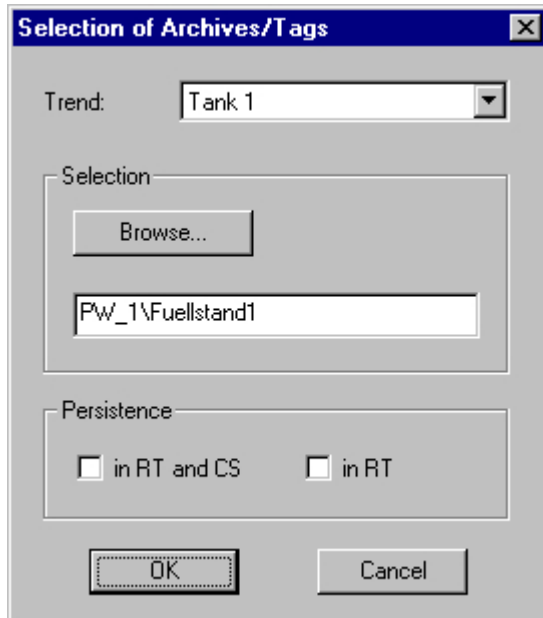 Selection of Archives/Tags
Trend: Tank 1
Selection
Browse...
PW_1\Fuellstand1
Persistence
in RT and CS in RT
OK Cancel